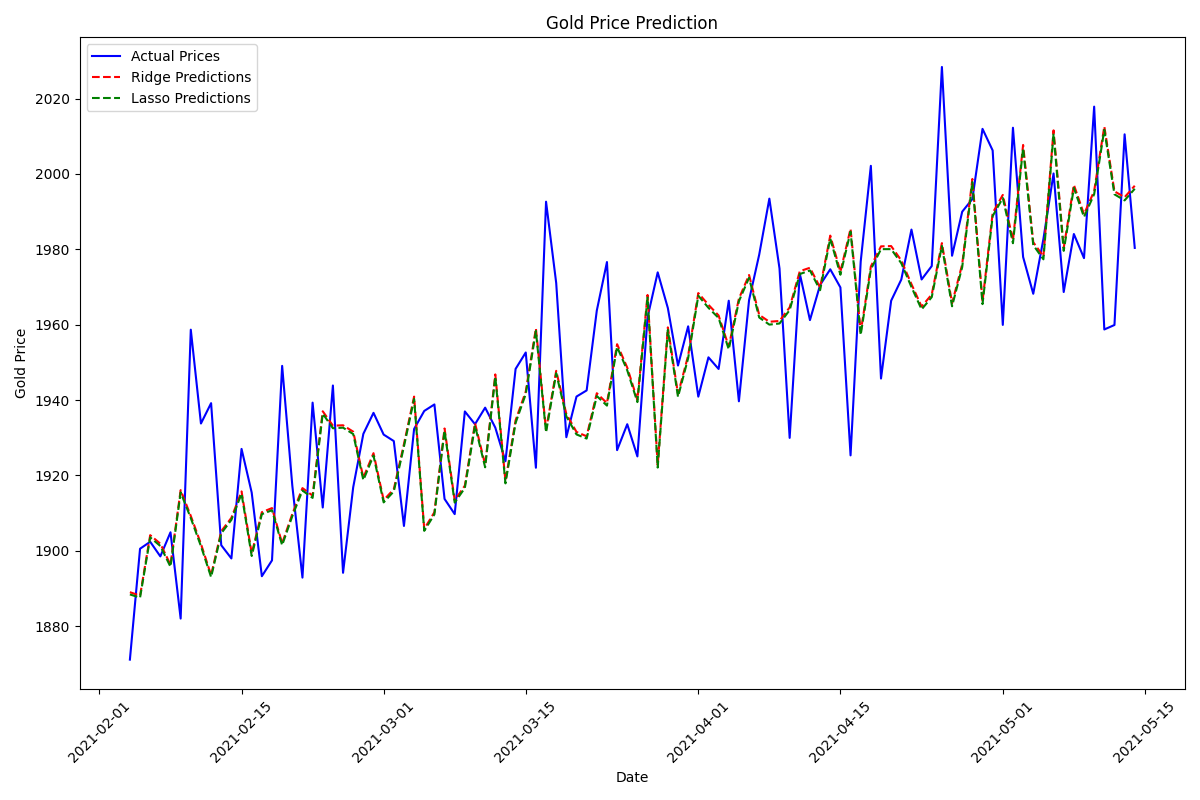 Gold Price Prediction
Actual Prices
Ridge Predictions
Lasso Predictions
Gold Price
2020
2000
1980
1960
1940
1920
1900
1880
2021-02-01
2021-02-15
2021-03-01
2021-03-15
2021-04-01
2021-04-15
2021-05-01
2021-05-15
Date